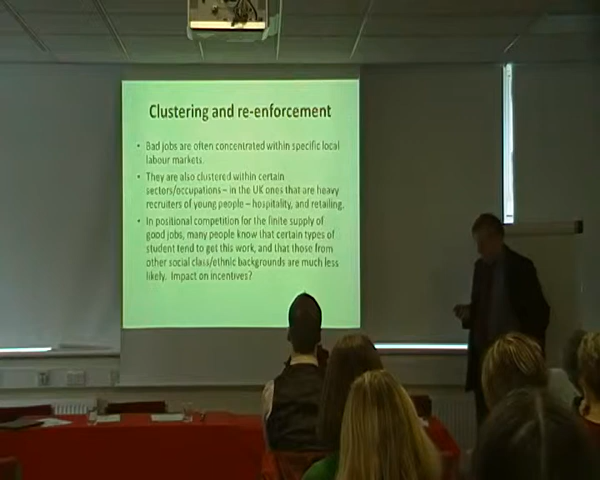 Clustering and re-enforcement
• Bad jobs are often concentrated within specific local
labour markets.
• They are also clustered within certain
sectors/occupations – in the UK ones that are heavy
recruiters of young people – hospitality, and retailing.
• In positional competition for the finite supply of
good jobs, many people know that certain types of
student tend to get this work, and that those from
other social class/ethnic backgrounds are much less
likely. Impact on incentives?